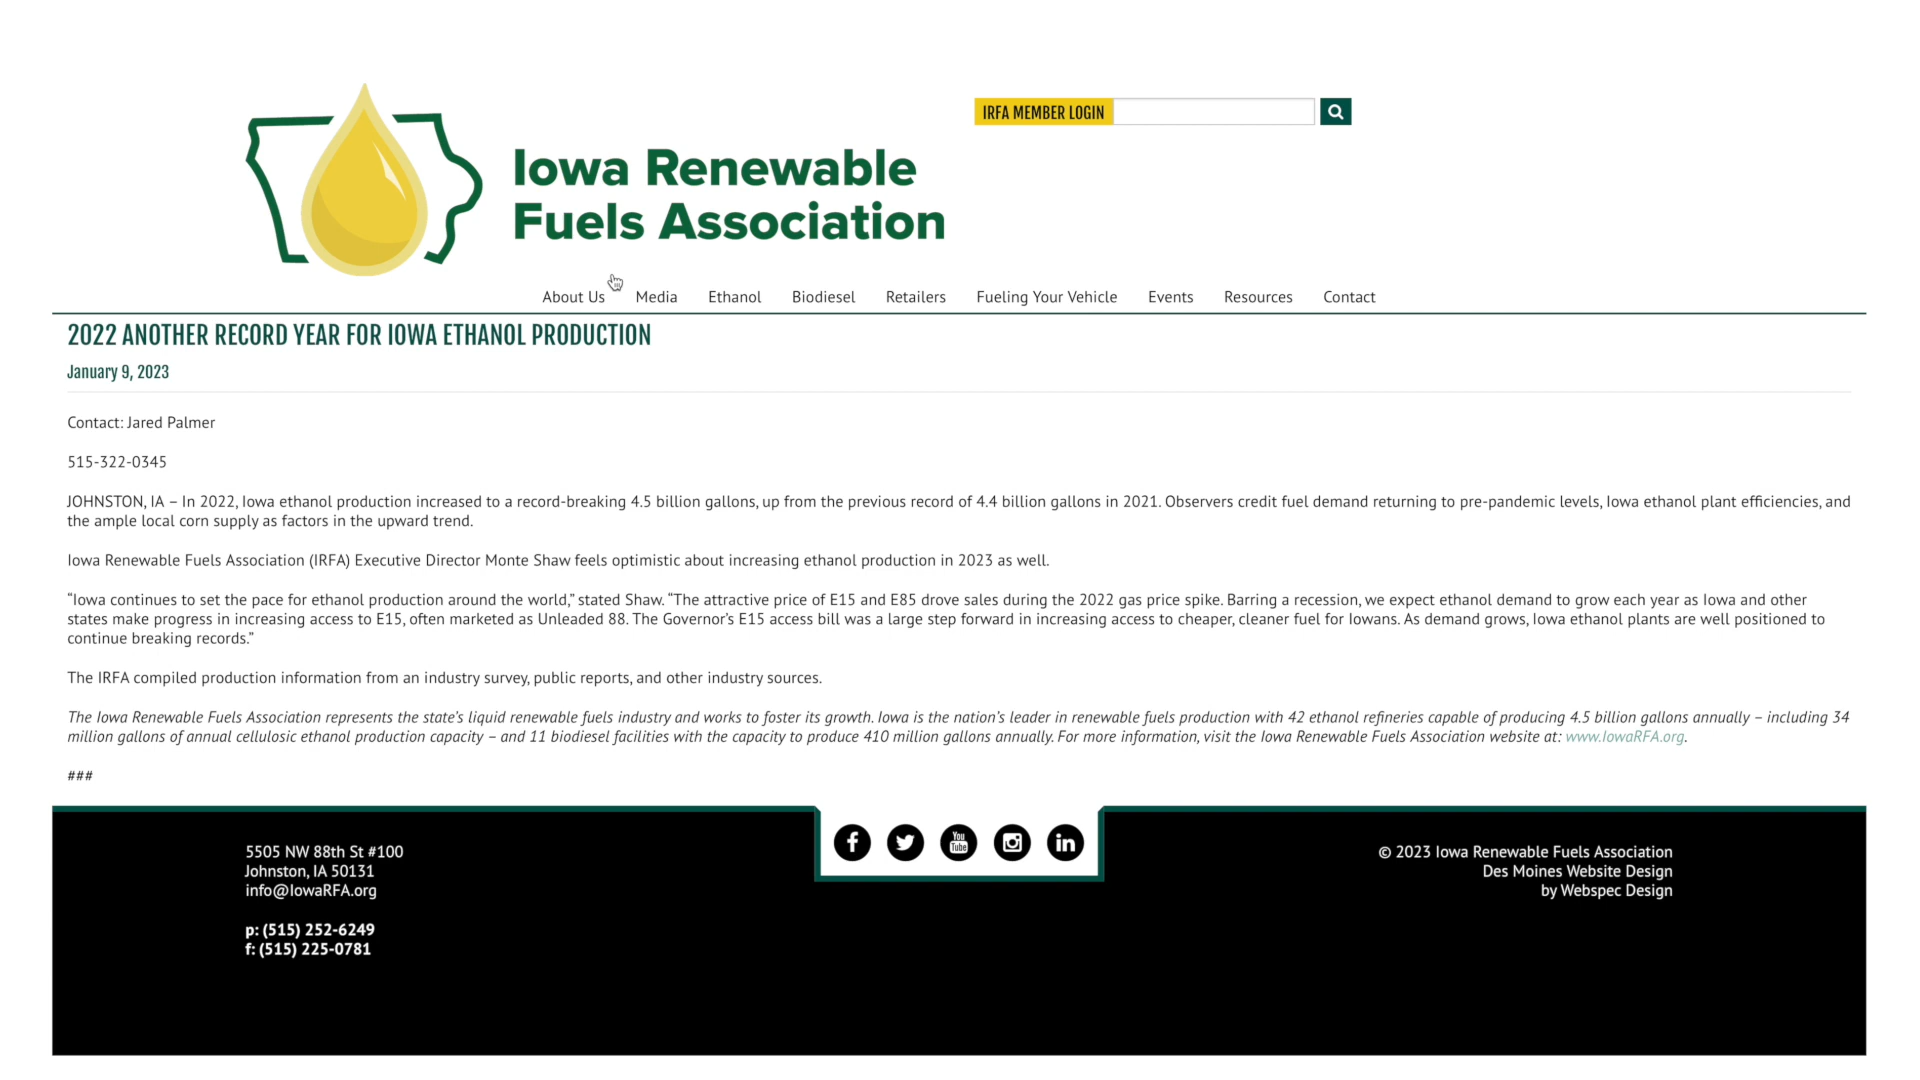 IRFA MEMBER LOGIN
Iowa Renewable
Fuels Association
About Us Media Ethanol Biodiesel Retailers Fueling Your Vehicle Events Resources Contact
2022 ANOTHER RECORD YEAR FOR IOWA ETHANOL PRODUCTION
January 9, 2023
Contact: Jared Palmer
515-322-0345
JOHNSTON, IA – In 2022, Iowa ethanol production increased to a record-breaking 4.5 billion gallons, up from the previous record of 4.4 billion gallons in 2021. Observers credit fuel demand returning to pre-pandemic levels, Iowa ethanol plant efficiencies, and
the ample local corn supply as factors in the upward trend.
Iowa Renewable Fuels Association (IRFA) Executive Director Monte Shaw feels optimistic about increasing ethanol production in 2023 as well.
“Iowa continues to set the pace for ethanol production around the world,” stated Shaw. “The attractive price of E15 and E85 drove sales during the 2022 gas price spike. Barring a recession, we expect ethanol demand to grow each year as Iowa and other
states make progress in increasing access to E15, often marketed as Unleaded 88. The Governor’s E15 access bill was a large step forward in increasing access to cheaper, cleaner fuel for Iowans. As demand grows, Iowa ethanol plants are well positioned to
continue breaking records.”
The IRFA compiled production information from an industry survey, public reports, and other industry sources.
The Iowa Renewable Fuels Association represents the state’s liquid renewable fuels industry and works to foster its growth. Iowa is the nation’s leader in renewable fuels production with 42 ethanol refineries capable of producing 4.5 billion gallons annually – including 34
million gallons of annual cellulosic ethanol production capacity – and 11 biodiesel facilities with the capacity to produce 410 million gallons annually. For more information, visit the Iowa Renewable Fuels Association website at: www.IowaRFA.org.
###
5505 NW 88th St #100
Johnston, IA 50131
info@IowaRFA.org
p: (515) 252-6249
f: (515) 225-0781
You
Tube
© 2023 Iowa Renewable Fuels Association
Des Moines Website Design
by Webspec Design